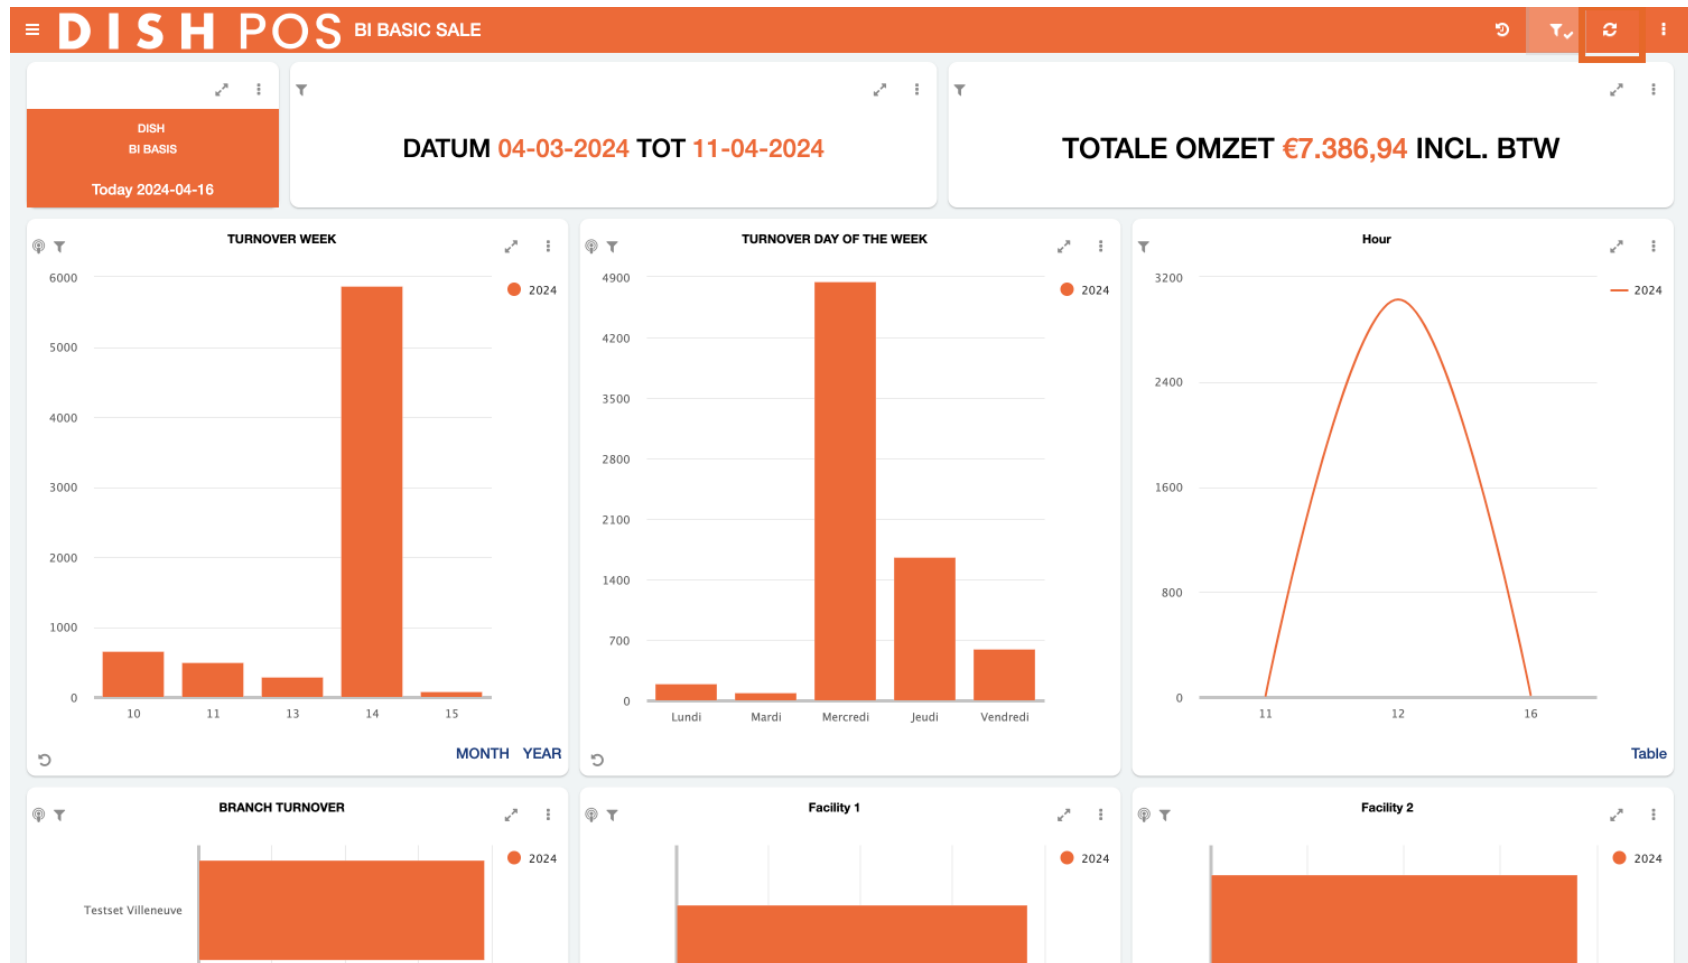 DISH POS BI BASIC SALE
DISH
BI BASIS
Today 2024-04-16
DATUM 04-03-2024 TOT 11-04-2024
TOTALE OMZET €7.386,94 INCL. BTW
TURNOVER WEEK
2024
6000
5000
4000
3000
2000
1000
0
10 11 13 14 15
MONTH YEAR
TURNOVER DAY OF THE WEEK
2024
4900
4200
3500
2800
2100
1400
700
0
Lundi Mardi Mercredi Jeudi Vendredi
Hour
2024
3200
2400
1600
800
0
11 12 16
Table
BRANCH TURNOVER
2024
Testset Villeneuve
Facility 1
2024
Facility 2
2024